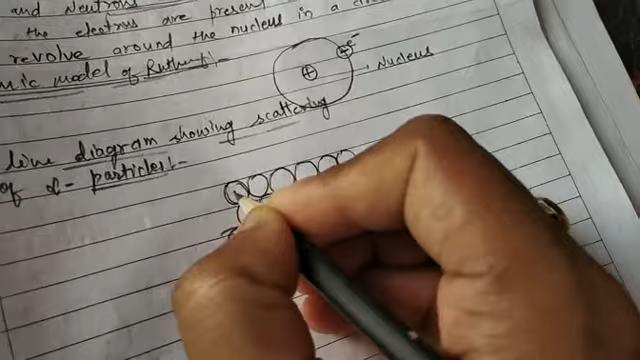 and Neutrons
the electrons are present
revolve around the nucleus in a
model of Ruther
e-
+
Nucleus
line diagram showing scattering
of α- particles:-